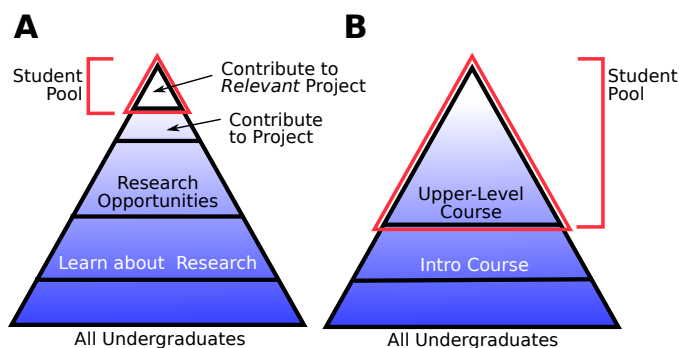 A
Student
Pool
Contribute to
Relevant Project
Contribute
to Project
Research
Opportunities
Learn about Research
All Undergraduates
B
Student
Pool
Upper-Level
Course
Intro Course
All Undergraduates